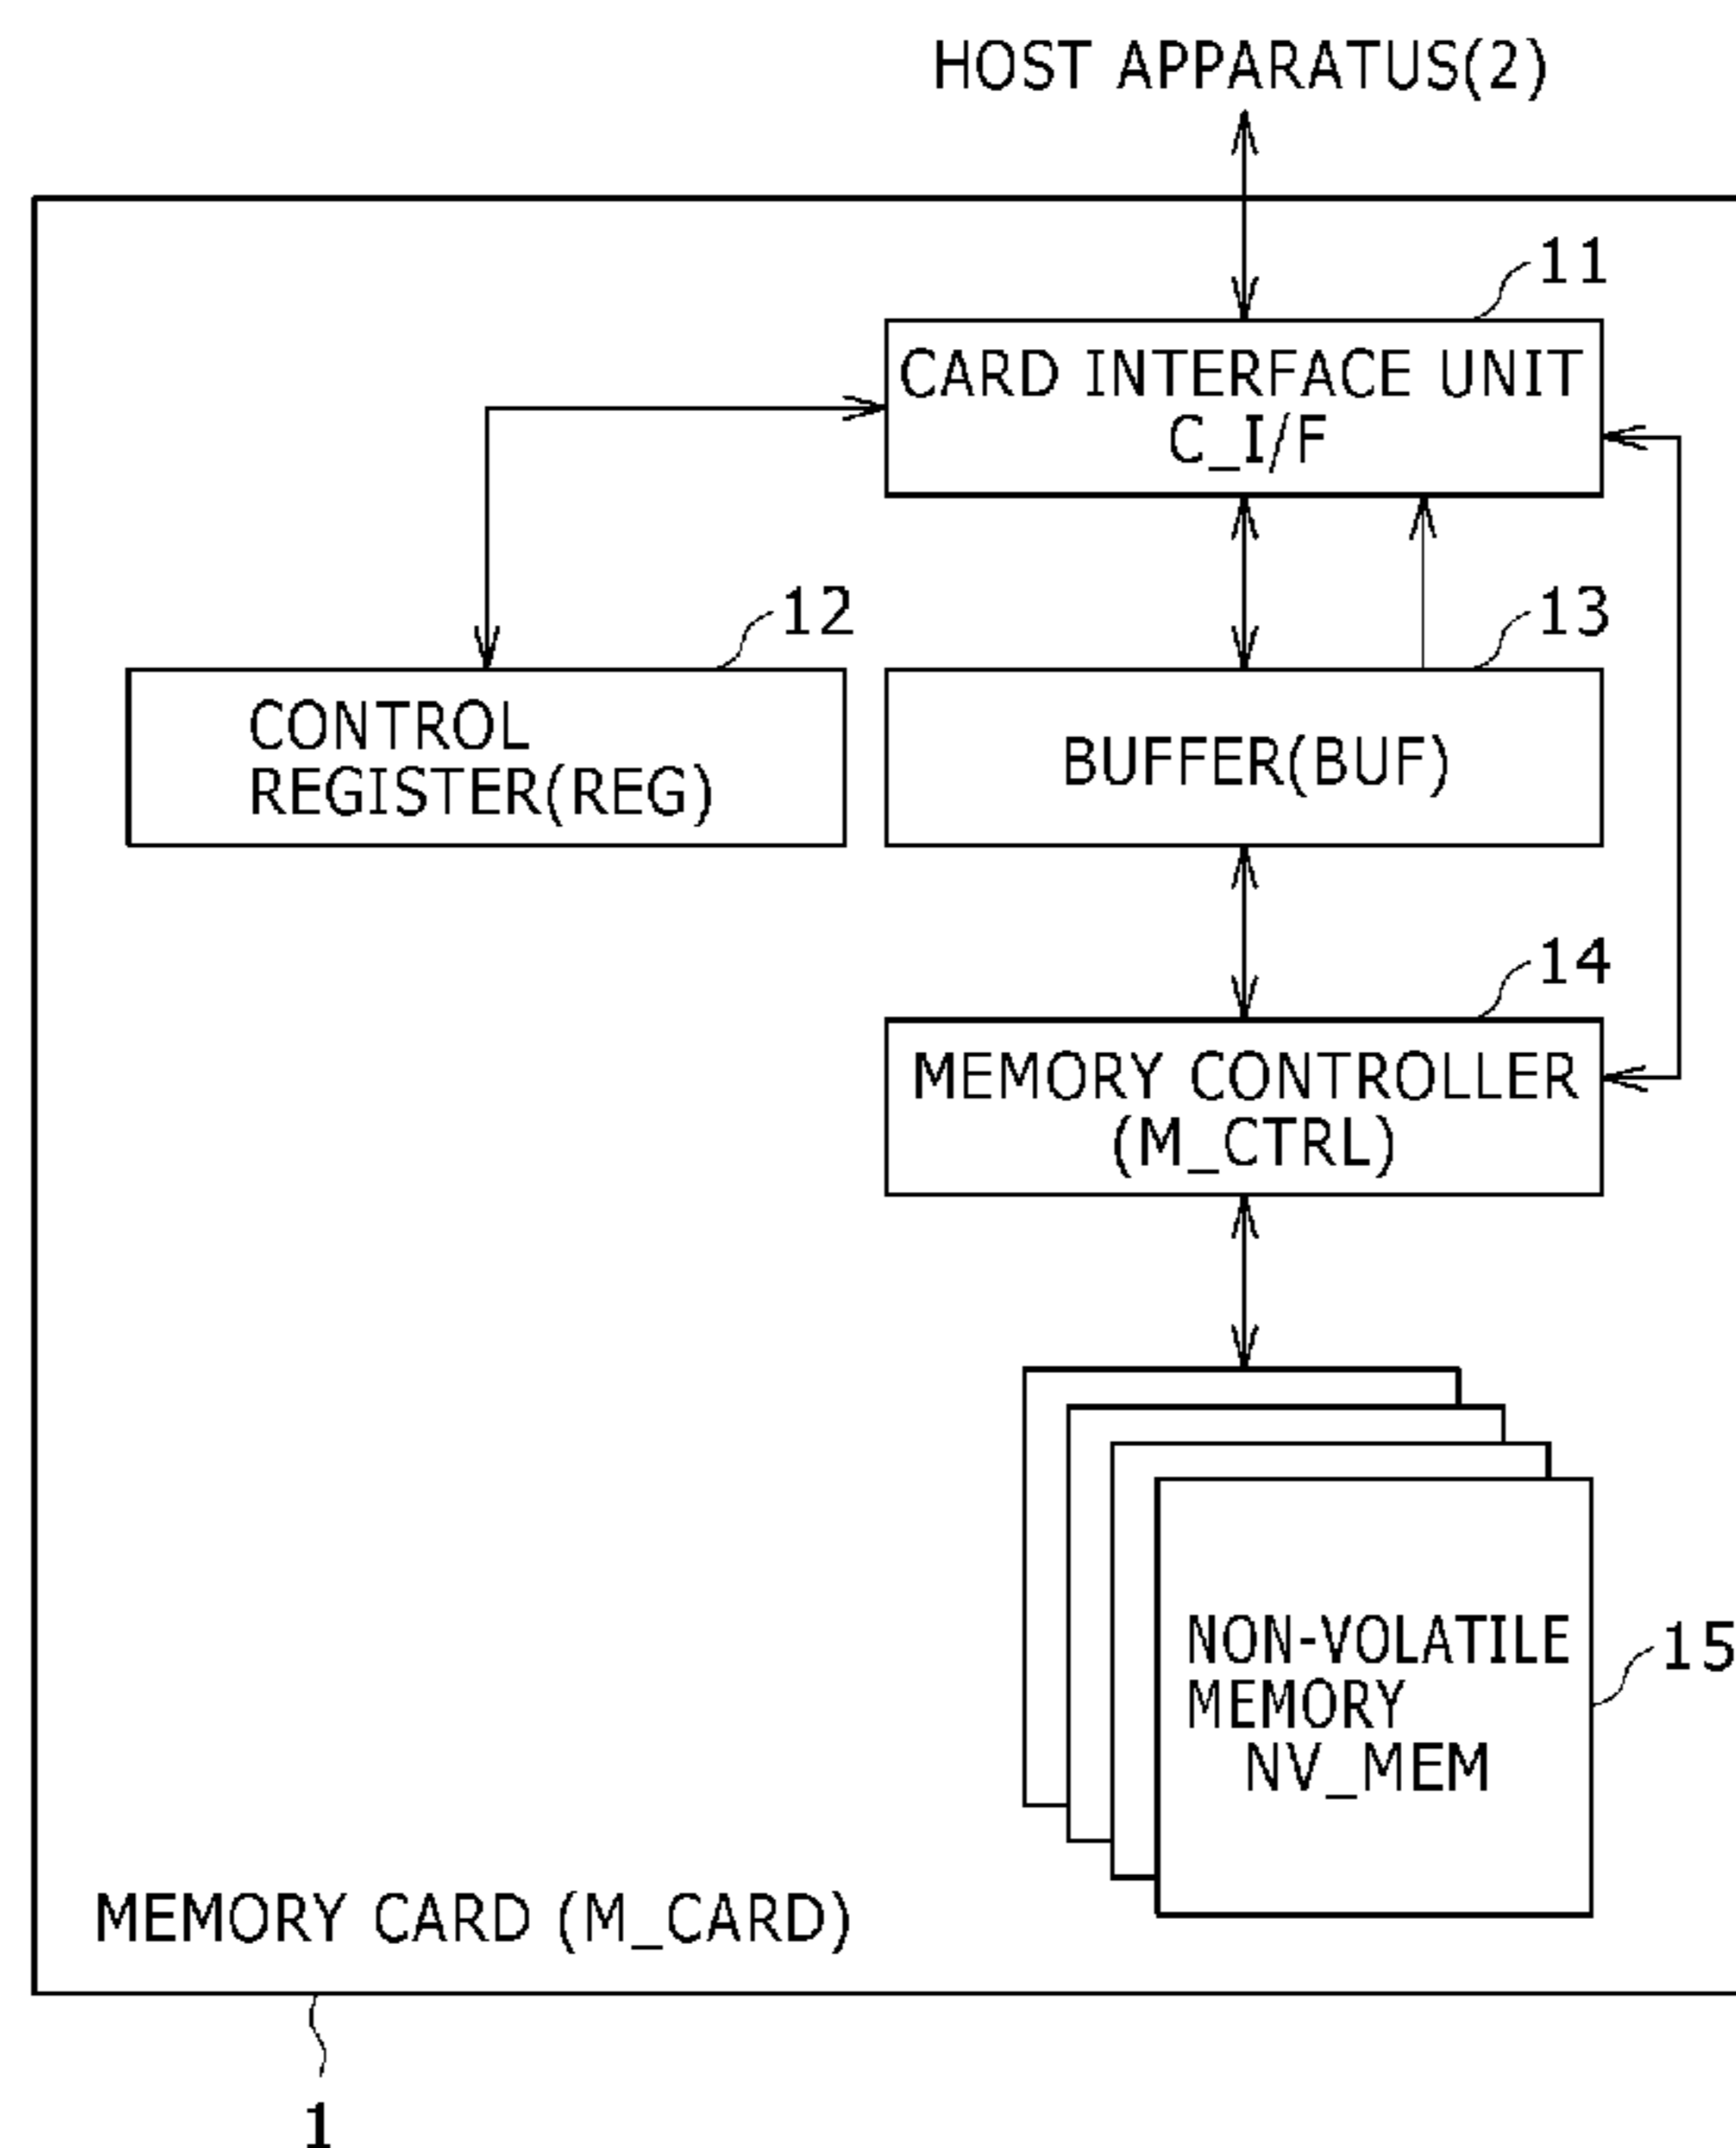 HOST APPARATUS(2)
11
CARD INTERFACE UNIT
C_I/F
12
13
CONTROL
REGISTER(REG)
BUFFER(BUF)
14
MEMORY CONTROLLER
(M_CTRL)
NON-VOLATILE
MEMORY
NV_MEM
15
MEMORY CARD (M_CARD)
1